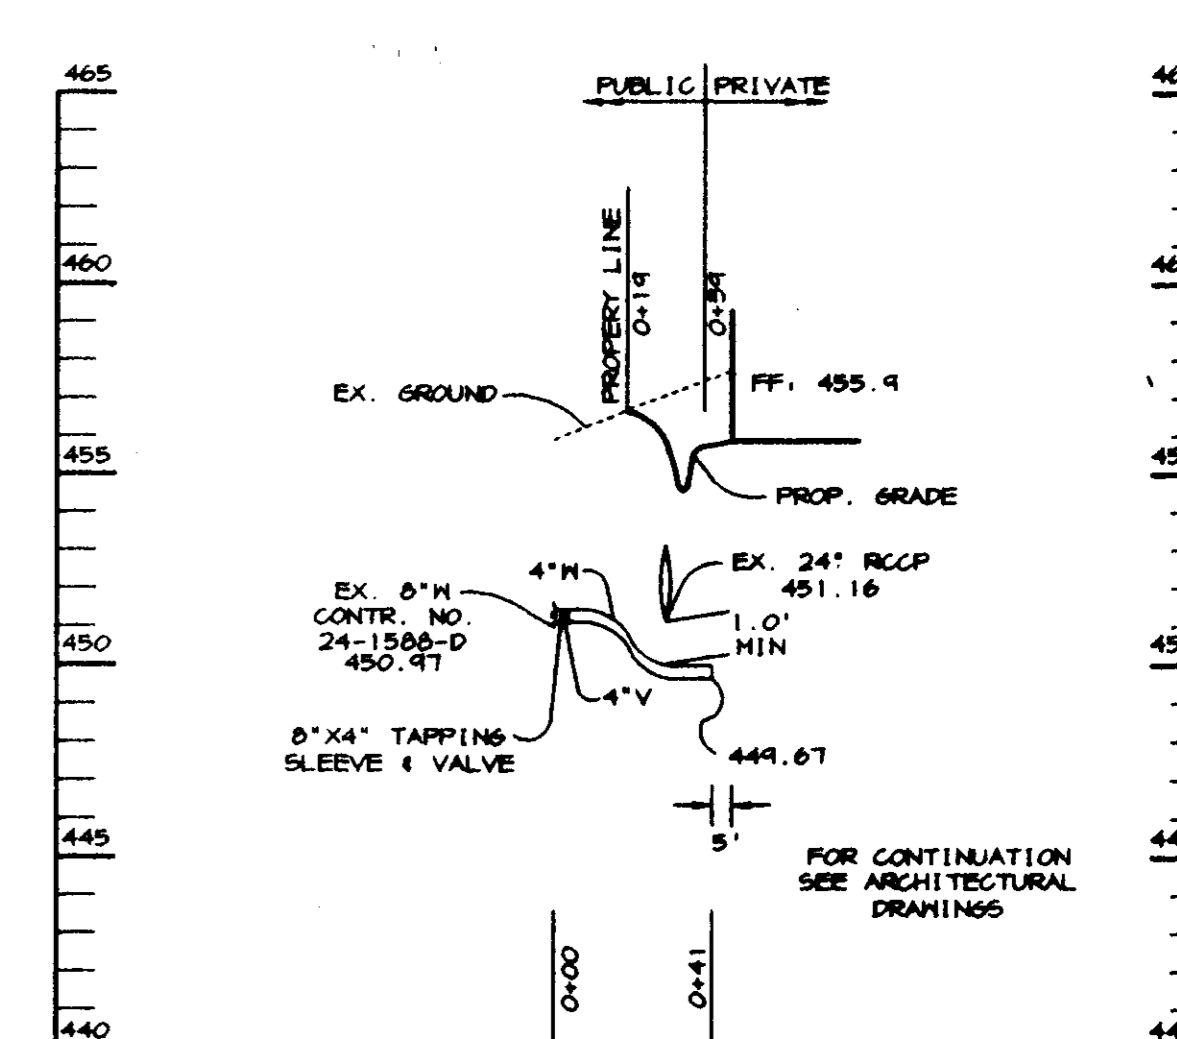 465
PUBLIC PRIVATE
460
PROPERY LINE
0+19
0+39
EX. GROUND
FF: 455.9
455
PROP. GRADE
4"W
EX. 24" RCCP
451.16
EX. 8"W
CONTR. NO.
24-1588-D
450.97
1.0'
MIN
450
4"V
8"X4" TAPPING
SLEEVE & VALVE
449.67
5'
445
FOR CONTINUATION
SEE ARCHITECTURAL
DRAWINGS
0+00
0+41
440